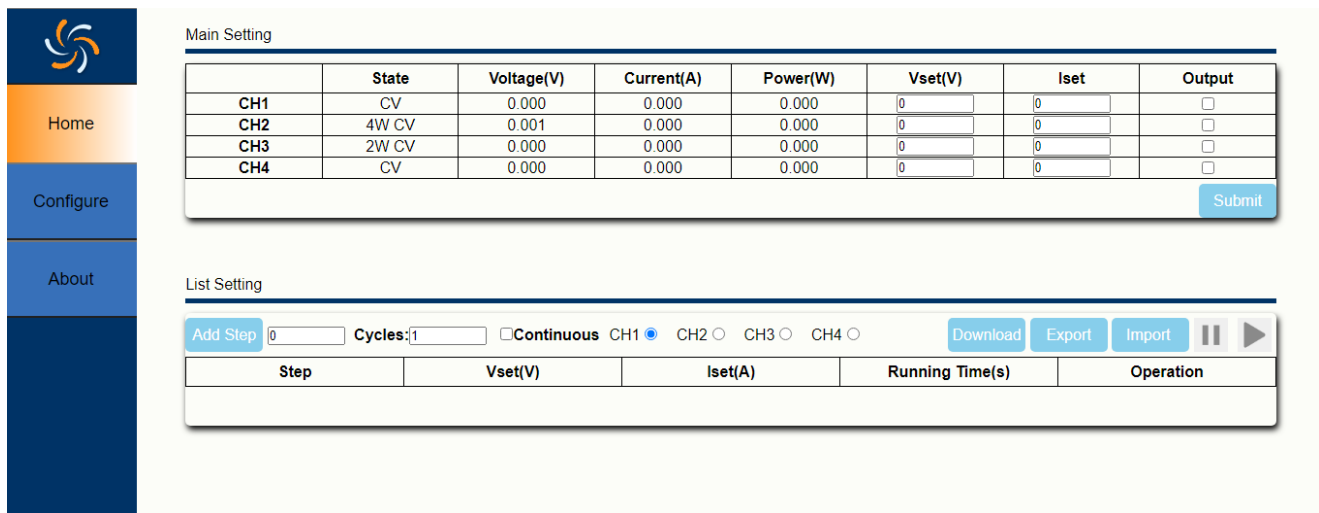 Main Setting
State Voltage(V) Current(A) Power(W) Vset(V) Iset Output
CH1 CV 0.000 0.000 0.000 0 0
CH2 4W CV 0.001 0.000 0.000 0 0
CH3 2W CV 0.000 0.000 0.000 0 0
CH4 CV 0.000 0.000 0.000 0 0
Submit
Home
Configure
About
List Setting
Add Step 0 Cycles: 1 Continuous CH1 CH2 CH3 CH4 Download Export Import
Step Vset(V) Iset(A) Running Time(s) Operation